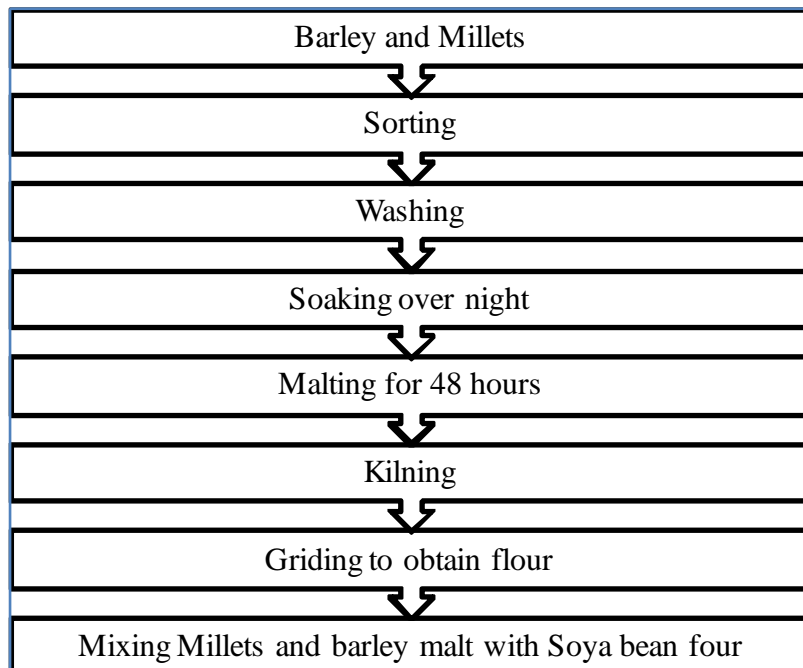 Barley and Millets
Sorting
Washing
Soaking over night
Malting for 48 hours
Kilning
Griding to obtain flour
Mixing Millets and barley malt with Soya bean four